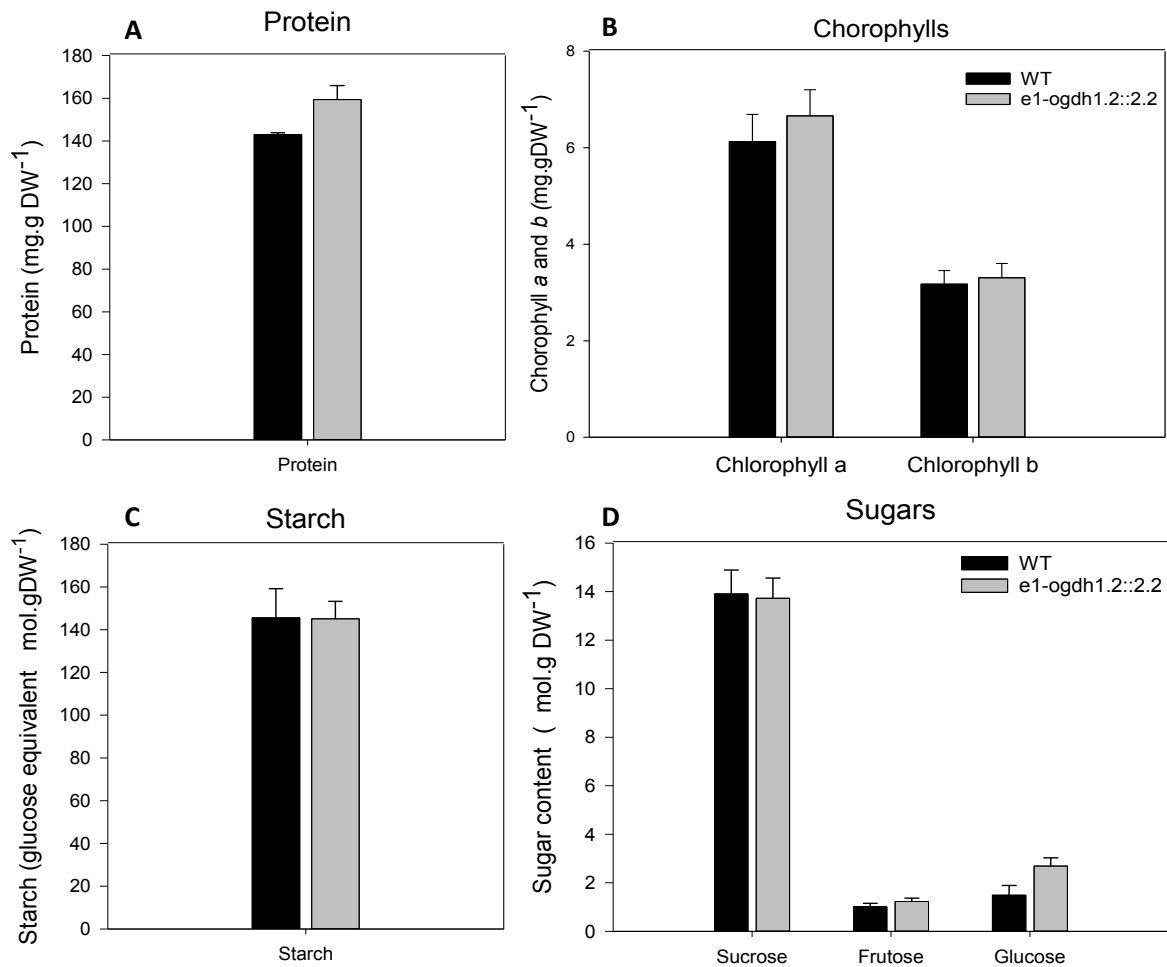 A
Protein
Protein (mg.g DW⁻¹)
180
160
140
120
100
80
60
40
20
0
Protein
B
Chorophylls
Chorophyll a and b (mg.gDW⁻¹)
8
6
4
2
0
WT
e1-ogdh1.2::2.2
Chlorophyll a
Chlorophyll b
C
Starch
Starch (glucose equivalent mol.gDW⁻¹)
180
160
140
120
100
80
60
40
20
0
Starch
D
Sugars
Sugar content ( mol.g DW⁻¹)
16
14
12
10
8
6
4
2
0
WT
e1-ogdh1.2::2.2
Sucrose
Frutose
Glucose